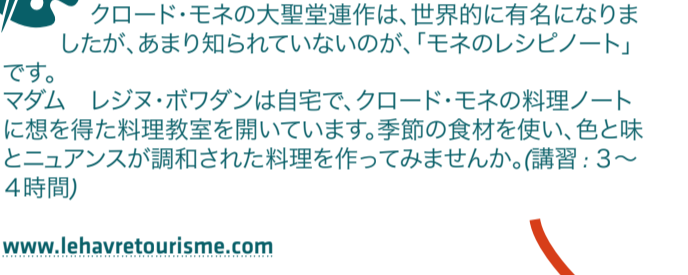 クロード・モネの大聖堂連作は、世界的に有名になりま
したが、あまり知られていないのが、「モネのレシピノート」
です。
マダム　レジヌ・ボワダンは自宅で、クロード・モネの料理ノート
に想を得た料理教室を開いています。季節の食材を使い、色と味
とニュアンスが調和された料理を作ってみませんか。(講習 : 3〜
4時間)
www.lehavretourisme.com